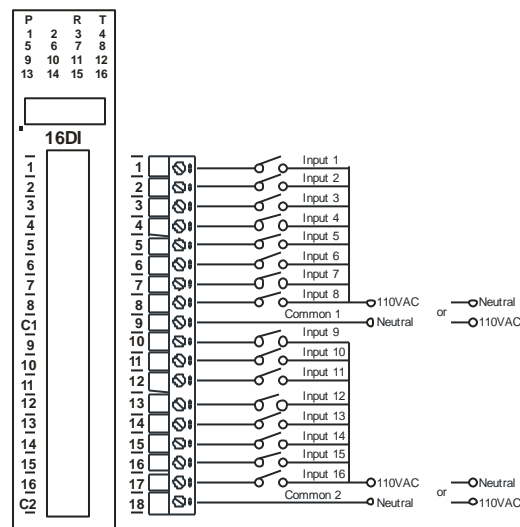 P R T
1 2 3 4
5 6 7 8
9 10 11 12
13 14 15 16
16DI
1 1 Input 1
2 2 Input 2
3 3 Input 3
4 4 Input 4
5 5 Input 5
6 6 Input 6
7 7 Input 7
8 8 Input 8
110VAC or Neutral
C1 9 Common 1 Neutral 110VAC
9 10 Input 9
10 11 Input 10
11 12 Input 11
12 13 Input 12
13 14 Input 13
14 15 Input 14
15 16 Input 15
16 17 Input 16
110VAC or Neutral
C2 18 Common 2 Neutral 110VAC